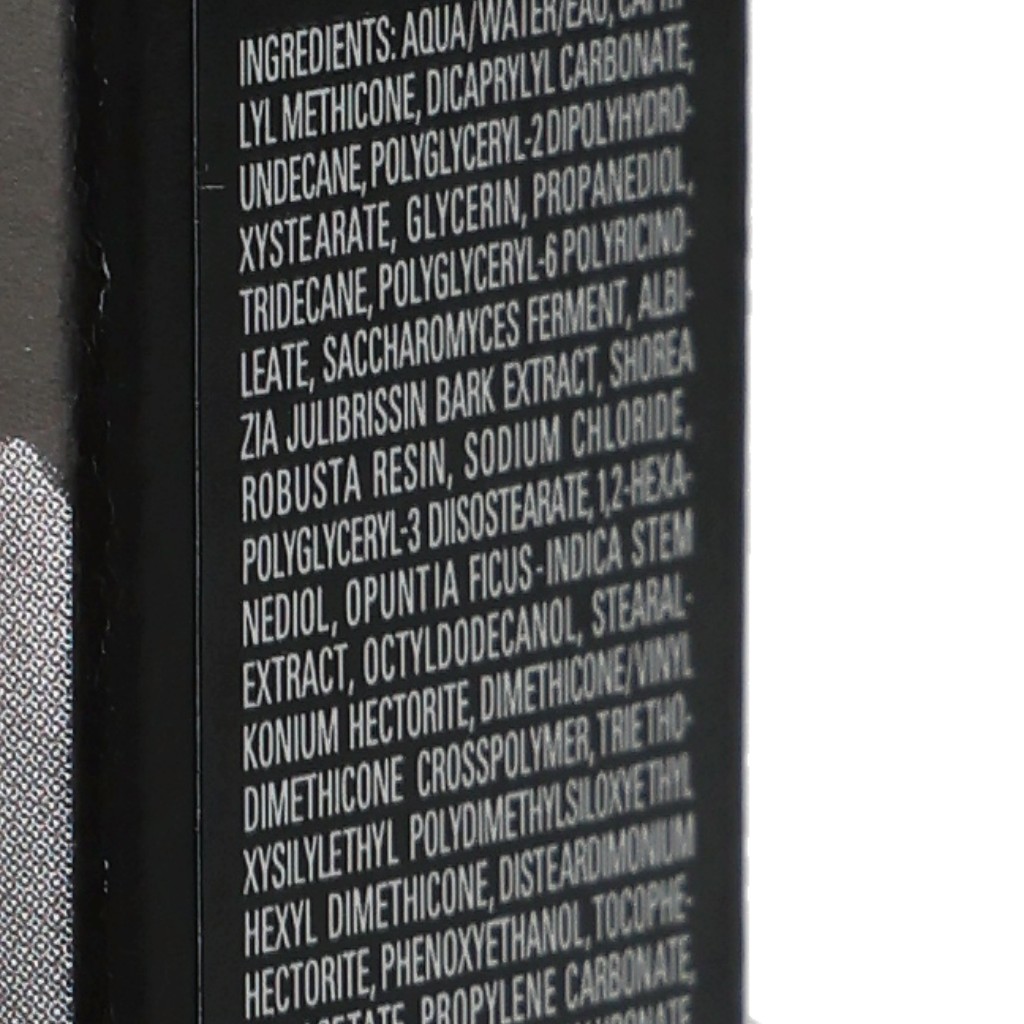 INGREDIENTS: AQUA/WATER/EAU,
LYL METHICONE, DICAPRYLYL CARBONATE,
UNDECANE, POLYGLYCERYL-2 DIPOLYHYDRO-
XYSTEARATE, GLYCERIN, PROPANEDIOL,
TRIDECANE, POLYGLYCERYL-6 POLYRICINO-
LEATE, SACCHAROMYCES FERMENT, ALBI-
ZIA JULIBRISSIN BARK EXTRACT, SHOREA
ROBUSTA RESIN, SODIUM CHLORIDE,
POLYGLYCERYL-3 DIISOSTEARATE, 1,2-HEXA-
NEDIOL, OPUNTIA FICUS-INDICA STEM
EXTRACT, OCTYLDODECANOL, STEARAL-
KONIUM HECTORITE, DIMETHICONE/VINYL
DIMETHICONE CROSSPOLYMER, TRIETHO-
XYSILYLETHYL POLYDIMETHYLSILOXYETHYL
HEXYL DIMETHICONE, DISTEARDIMONIUM
HECTORITE, PHENOXYETHANOL, TOCOPHE-
PROPYLENE CARBONATE,